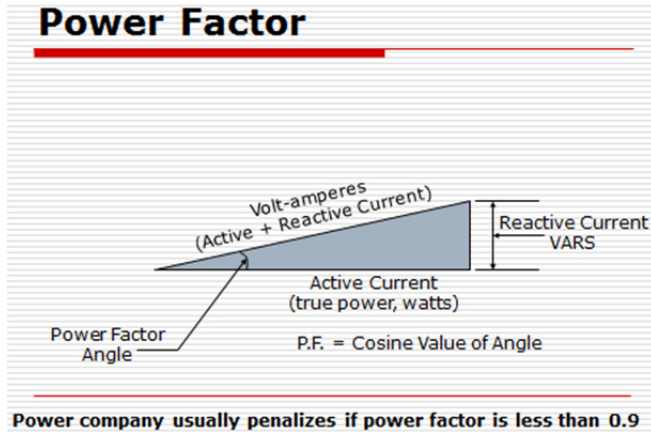 Power Factor
Volt-amperes
(Active + Reactive Current)
Reactive Current
VARS
Active Current
(true power, watts)
Power Factor
Angle
P.F. = Cosine Value of Angle
Power company usually penalizes if power factor is less than 0.9